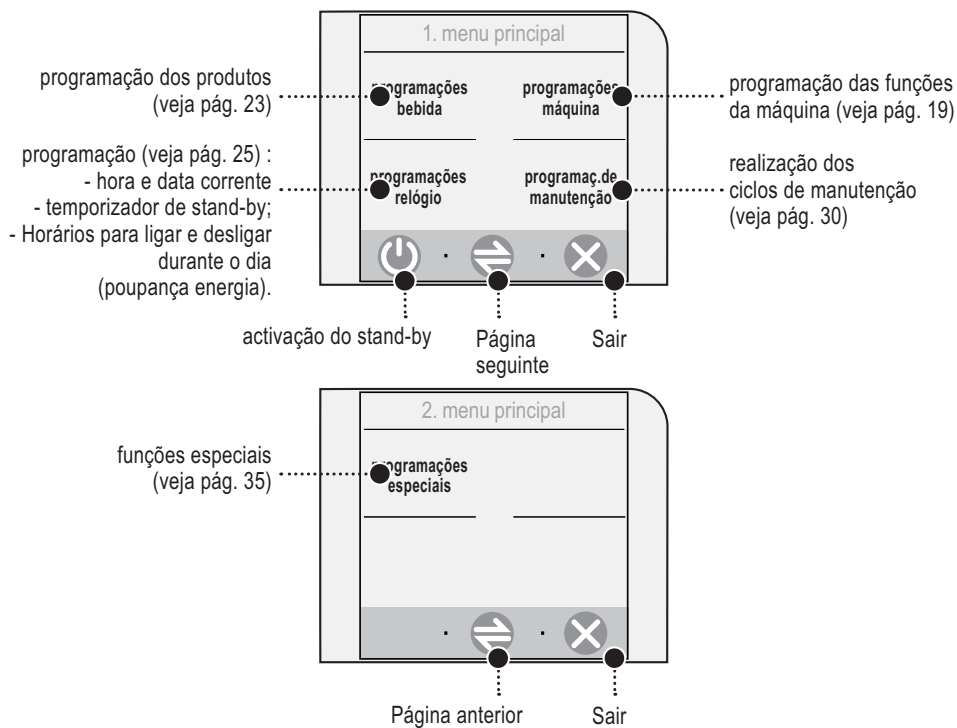 1. menu principal
programação dos produtos
(veja pág. 23)
programações
bebida
programações
máquina
programação das funções
da máquina (veja pág. 19)
programação (veja pág. 25) :
- hora e data corrente
- temporizador de stand-by;
- Horários para ligar e desligar
durante o dia
(poupança energia).
programações
relógio
programaç.de
manutenção
realização dos
ciclos de manutenção
(veja pág. 30)
activação do stand-by
Página
seguinte
Sair
2. menu principal
funções especiais
(veja pág. 35)
programações
especiais
Página anterior
Sair